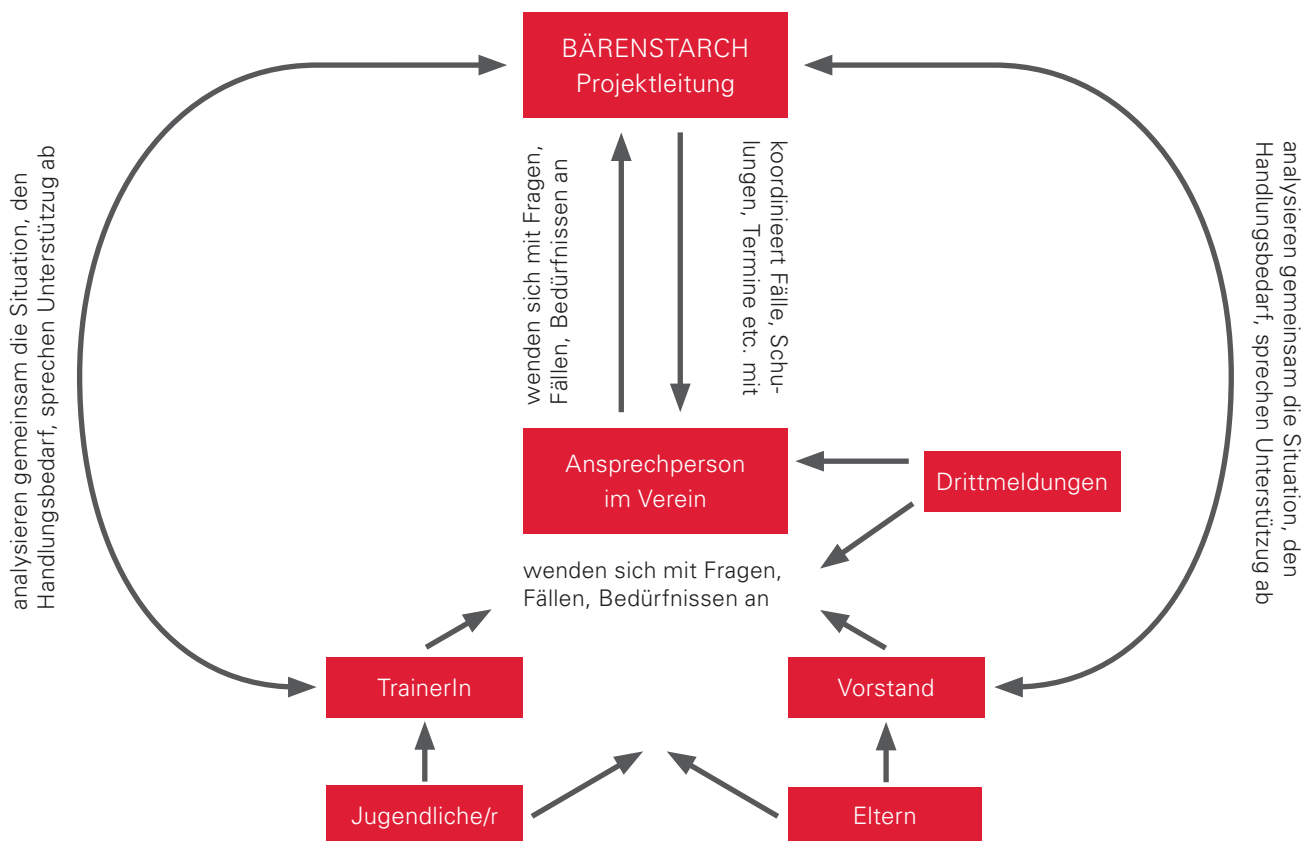 BÄRENSTARCH
Projektleitung
analysieren gemeinsam die Situation, den
Handlungsbedarf, sprechen Unterstützug ab
wenden sich mit Fragen,
Fällen, Bedürfnissen an
koordinieert Fälle, Schu-
lungen, Termine etc. mit
analysieren gemeinsam die Situation, den
Handlungsbedarf, sprechen Unterstützug ab
Ansprechperson
im Verein
Drittmeldungen
wenden sich mit Fragen,
Fällen, Bedürfnissen an
TrainerIn
Vorstand
Jugendliche/r
Eltern